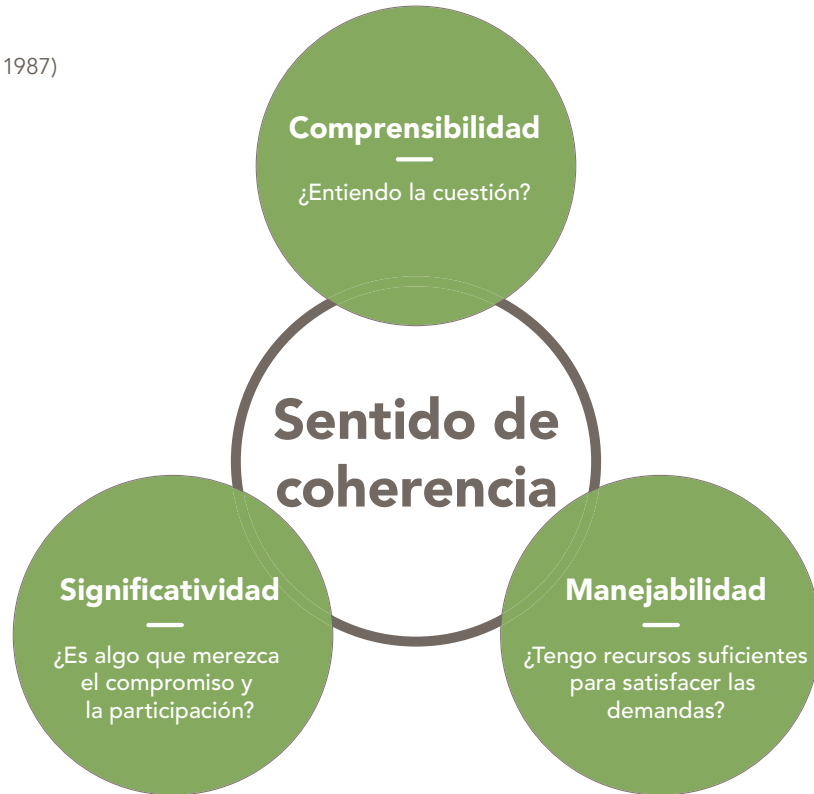 1987)
Comprensibilidad
¿Entiendo la cuestión?
Sentido de
coherencia
Significatividad
¿Es algo que merezca
el compromiso y
la participación?
Manejabilidad
¿Tengo recursos suficientes
para satisfacer las
demandas?